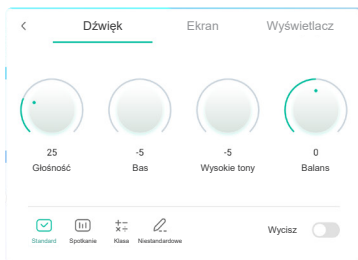 Dźwięk Ekran Wyświetlacz
25 -5 -5 0
Głośność Bas Wysokie tony Balans
Standard Spotkanie Klasa Niestandardowe Wycisz